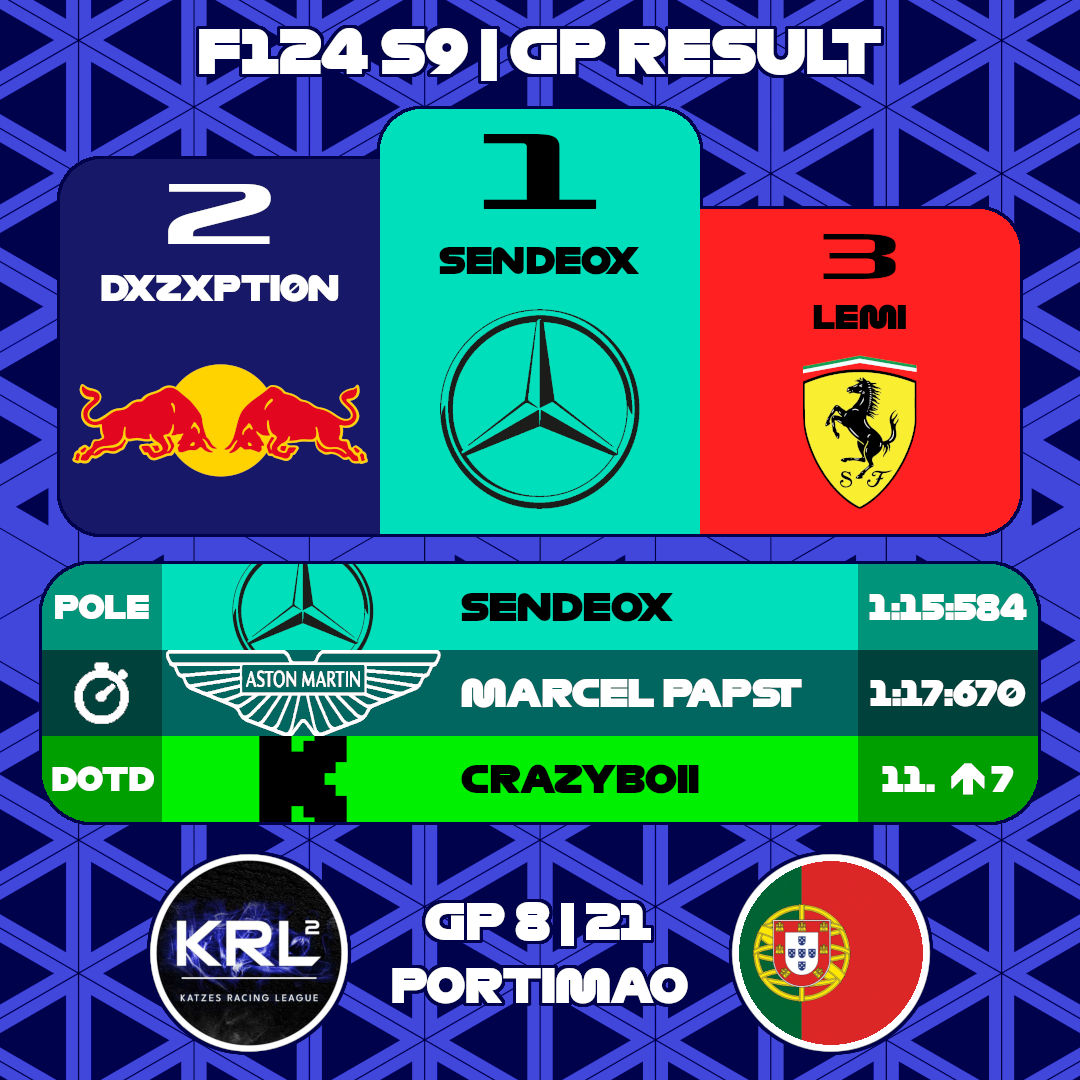 F124 S9 | GP RESULT
1
SENDEOX
2
DXZXPTIØN
3
LEMI
S F
POLE SENDEOX 1:15:584
ASTON MARTIN MARCEL PAPST 1:17:670
DOTD K CRAZYBOII 11. ↑7
KRL2
KATZES RACING LEAGUE
GP 8 | 21
PORTIMAO